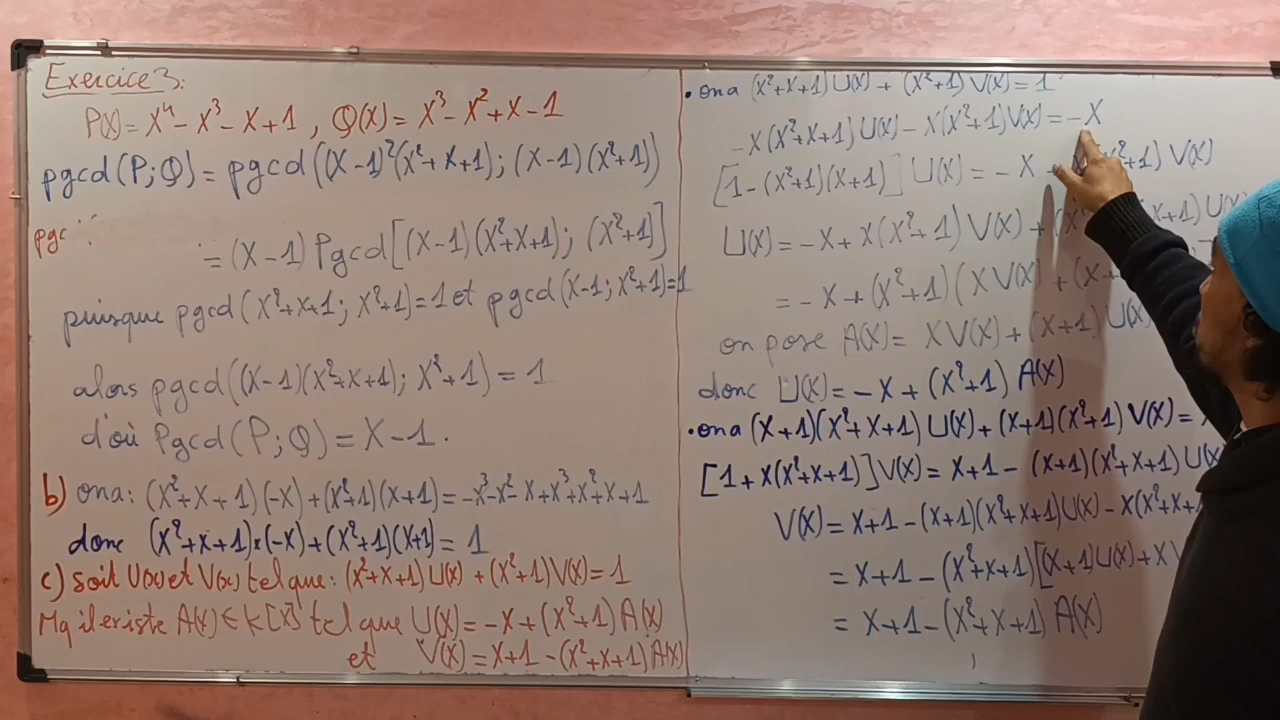 Exercice 3:
P(X) = X⁴ - X³ - X + 1 , Q(X) = X³ - X² + X - 1
pgcd(P;Q) = pgcd((X-1)²(X²+X+1); (X-1)(X²+1))
pgc
= (X-1) Pgcd[(X-1)(X²+X+1); (X²+1)]
puisque pgcd(X²+X+1; X²+1)=1 et pgcd(X-1; X²+1)=1
alors pgcd((X-1)(X²+X+1); X²+1) = 1
d'où Pgcd(P;Q) = X-1.
b) ona: (X²+X+1)(-X)+(X²+1)(X+1) = -X³-X²-X+X³+X²+X+1
donc (X²+X+1)×(-X)+(X²+1)(X+1) = 1
c) soit U(x) et V(x) tel que: (X²+X+1)U(X) + (X²+1)V(X) = 1
Mq il existe A(X) ∈ K[X] tel que U(X) = -X + (X²+1) A(X)
et V(X) = X+1 - (X²+X+1) A(X)
• ona (X²+X+1)U(X) + (X²+1)V(X) = 1
-X(X²+X+1)U(X) - X(X²+1)V(X) = -X
[1-(X²+1)(X+1)] U(X) = -X + ²+1) V(X)
U(X) = -X + X(X²+1)V(X) + (X X+1) U(X)
= -X + (X²+1)(X V(X) + (X+
on pose A(X) = X V(X) + (X+1) U(X)
donc U(X) = -X + (X²+1) A(X)
• ona (X+1)(X²+X+1) U(X) + (X+1)(X²+1) V(X) =
[1+X(X²+X+1)]V(X) = X+1 - (X+1)(X²+X+1) U(X
V(X) = X+1 - (X+1)(X²+X+1)U(X) - X(X²+X+
= X+1 - (X²+X+1)[(X+1)U(X)+X
= X+1 - (X²+X+1) A(X)